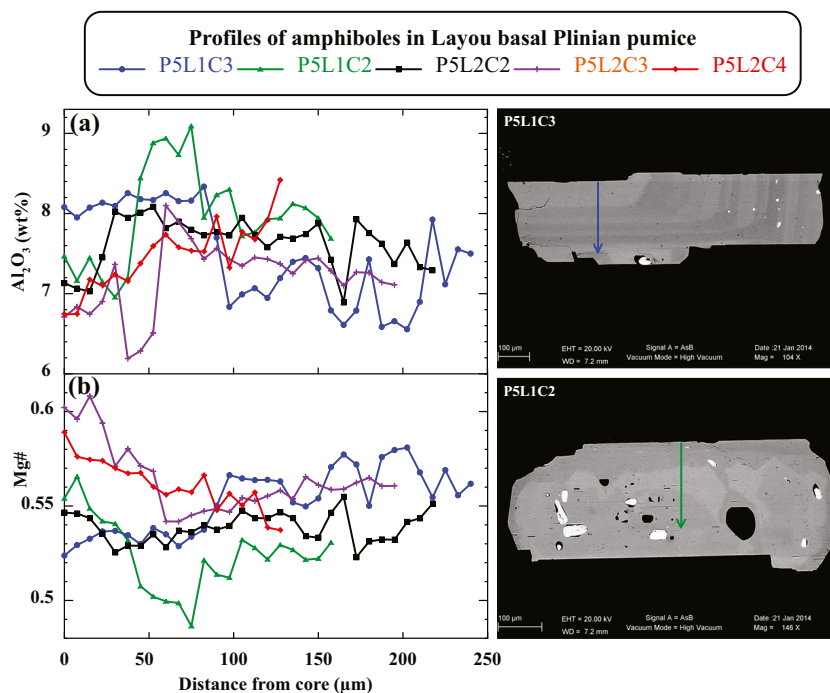 Profiles of amphiboles in Layou basal Plinian pumice
P5L1C3 P5L1C2 P5L2C2 P5L2C3 P5L2C4
(a)
Al2O3 (wt%)
9
8
7
6
(b)
Mg#
0.6
0.55
0.5
0 50 100 150 200 250
Distance from core (µm)
P5L1C3
100 µm
EHT = 20.00 kV Signal A = AsB Date :21 Jan 2014
WD = 7.2 mm Vacuum Mode = High Vacuum Mag = 104 X
P5L1C2
100 µm
EHT = 20.00 kV Signal A = AsB Date :21 Jan 2014
WD = 7.2 mm Vacuum Mode = High Vacuum Mag = 146 X